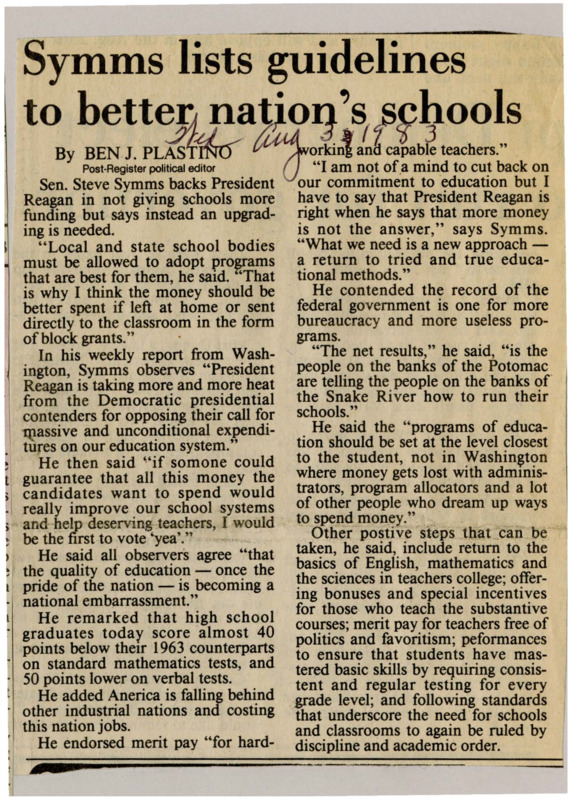 Symms lists guidelines
to better nation's schools
Wed Aug 3, 1983
By BEN J. PLASTINO
Post-Register political editor
Sen. Steve Symms backs President
Reagan in not giving schools more
funding but says instead an upgrad-
ing is needed.
"Local and state school bodies
must be allowed to adopt programs
that are best for them, he said. "That
is why I think the money should be
better spent if left at home or sent
directly to the classroom in the form
of block grants."
In his weekly report from Wash-
ington, Symms observes "President
Reagan is taking more and more heat
from the Democratic presidential
contenders for opposing their call for
massive and unconditional expendi-
tures on our education system."
He then said "if somone could
guarantee that all this money the
candidates want to spend would
really improve our school systems
and help deserving teachers, I would
be the first to vote 'yea'."
He said all observers agree "that
the quality of education — once the
pride of the nation — is becoming a
national embarrassment."
He remarked that high school
graduates today score almost 40
points below their 1963 counterparts
on standard mathematics tests, and
50 points lower on verbal tests.
He added Anerica is falling behind
other industrial nations and costing
this nation jobs.
He endorsed merit pay "for hard-
working and capable teachers."
"I am not of a mind to cut back on
our commitment to education but I
have to say that President Reagan is
right when he says that more money
is not the answer," says Symms.
"What we need is a new approach —
a return to tried and true educa-
tional methods."
He contended the record of the
federal government is one for more
bureaucracy and more useless pro-
grams.
"The net results," he said, "is the
people on the banks of the Potomac
are telling the people on the banks of
the Snake River how to run their
schools."
He said the "programs of educa-
tion should be set at the level closest
to the student, not in Washington
where money gets lost with adminis-
trators, program allocators and a lot
of other people who dream up ways
to spend money."
Other postive steps that can be
taken, he said, include return to the
basics of English, mathematics and
the sciences in teachers college; offer-
ing bonuses and special incentives
for those who teach the substantive
courses; merit pay for teachers free of
politics and favoritism; peformances
to ensure that students have mas-
tered basic skills by requiring consis-
tent and regular testing for every
grade level; and following standards
that underscore the need for schools
and classrooms to again be ruled by
discipline and academic order.